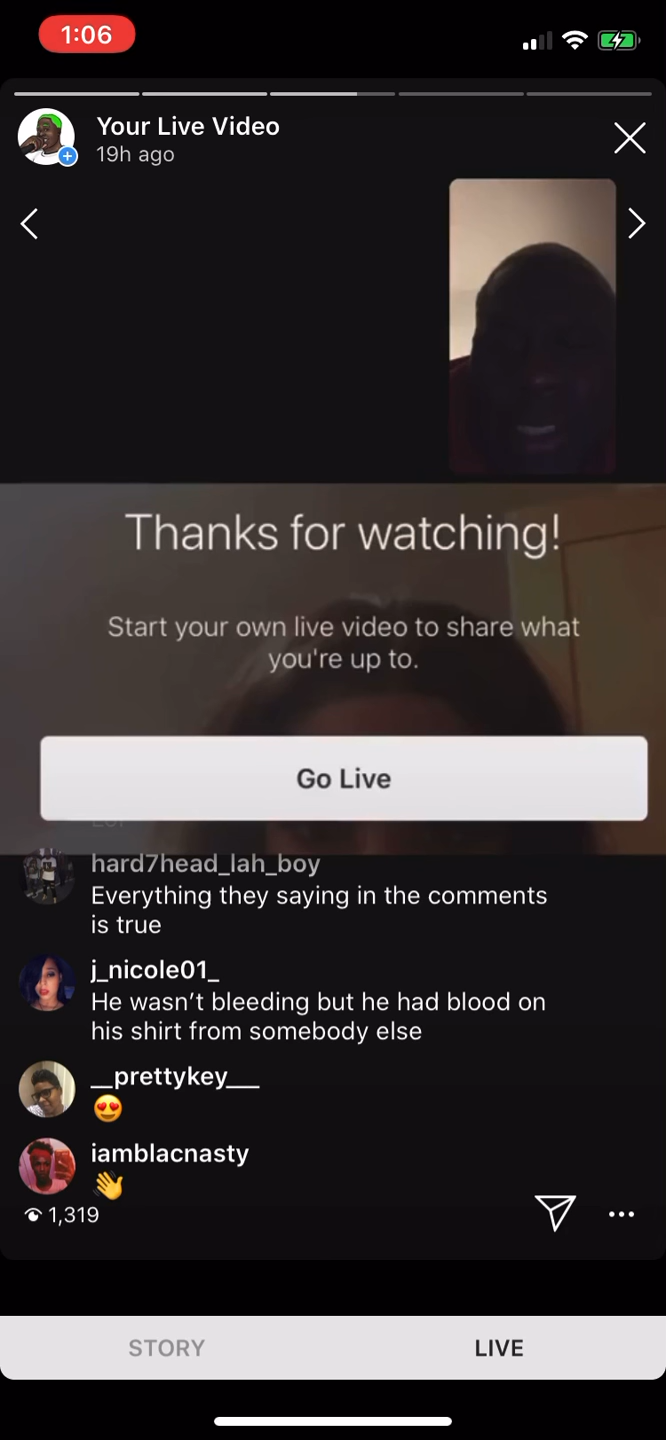 1:06
Your Live Video
19h ago
Thanks for watching!
Start your own live video to share what
you're up to.
Go Live
hard7head_lah_boy
Everything they saying in the comments
is true
j_nicole01_
He wasn’t bleeding but he had blood on
his shirt from somebody else
__prettykey___
😍
iamblacnasty
👋
1,319
STORY LIVE